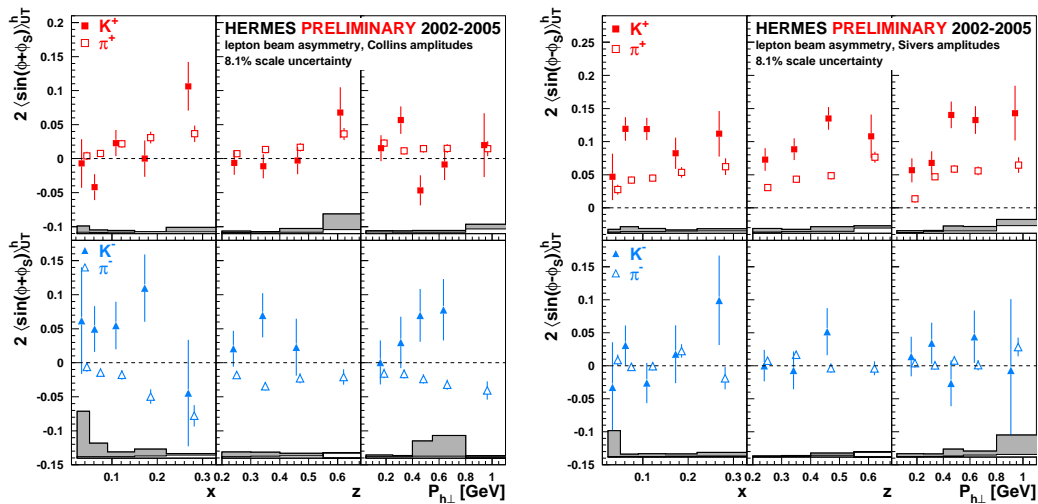 HERMES PRELIMINARY 2002-2005
lepton beam asymmetry, Collins amplitudes
8.1% scale uncertainty
2 ⟨sin(ϕ+ϕS)⟩hUT
K+
π+
0.2
0.15
0.1
0.05
0
-0.05
-0.1
2 ⟨sin(ϕ+ϕS)⟩hUT
K-
π-
0.2
0.15
0.1
0.05
0
-0.05
-0.1
-0.15
0.1 0.2 0.3
x
0.3 0.4 0.5 0.6
z
0.2 0.4 0.6 0.8 1
Ph⊥ [GeV]
HERMES PRELIMINARY 2002-2005
lepton beam asymmetry, Sivers amplitudes
8.1% scale uncertainty
2 ⟨sin(ϕ-ϕS)⟩hUT
K+
π+
0.25
0.2
0.15
0.1
0.05
0
2 ⟨sin(ϕ-ϕS)⟩hUT
K-
π-
0.15
0.1
0.05
0
-0.05
-0.1
-0.15
0.1 0.2 0.3
x
0.3 0.4 0.5 0.6
z
0.2 0.4 0.6 0.8 1
Ph⊥ [GeV]